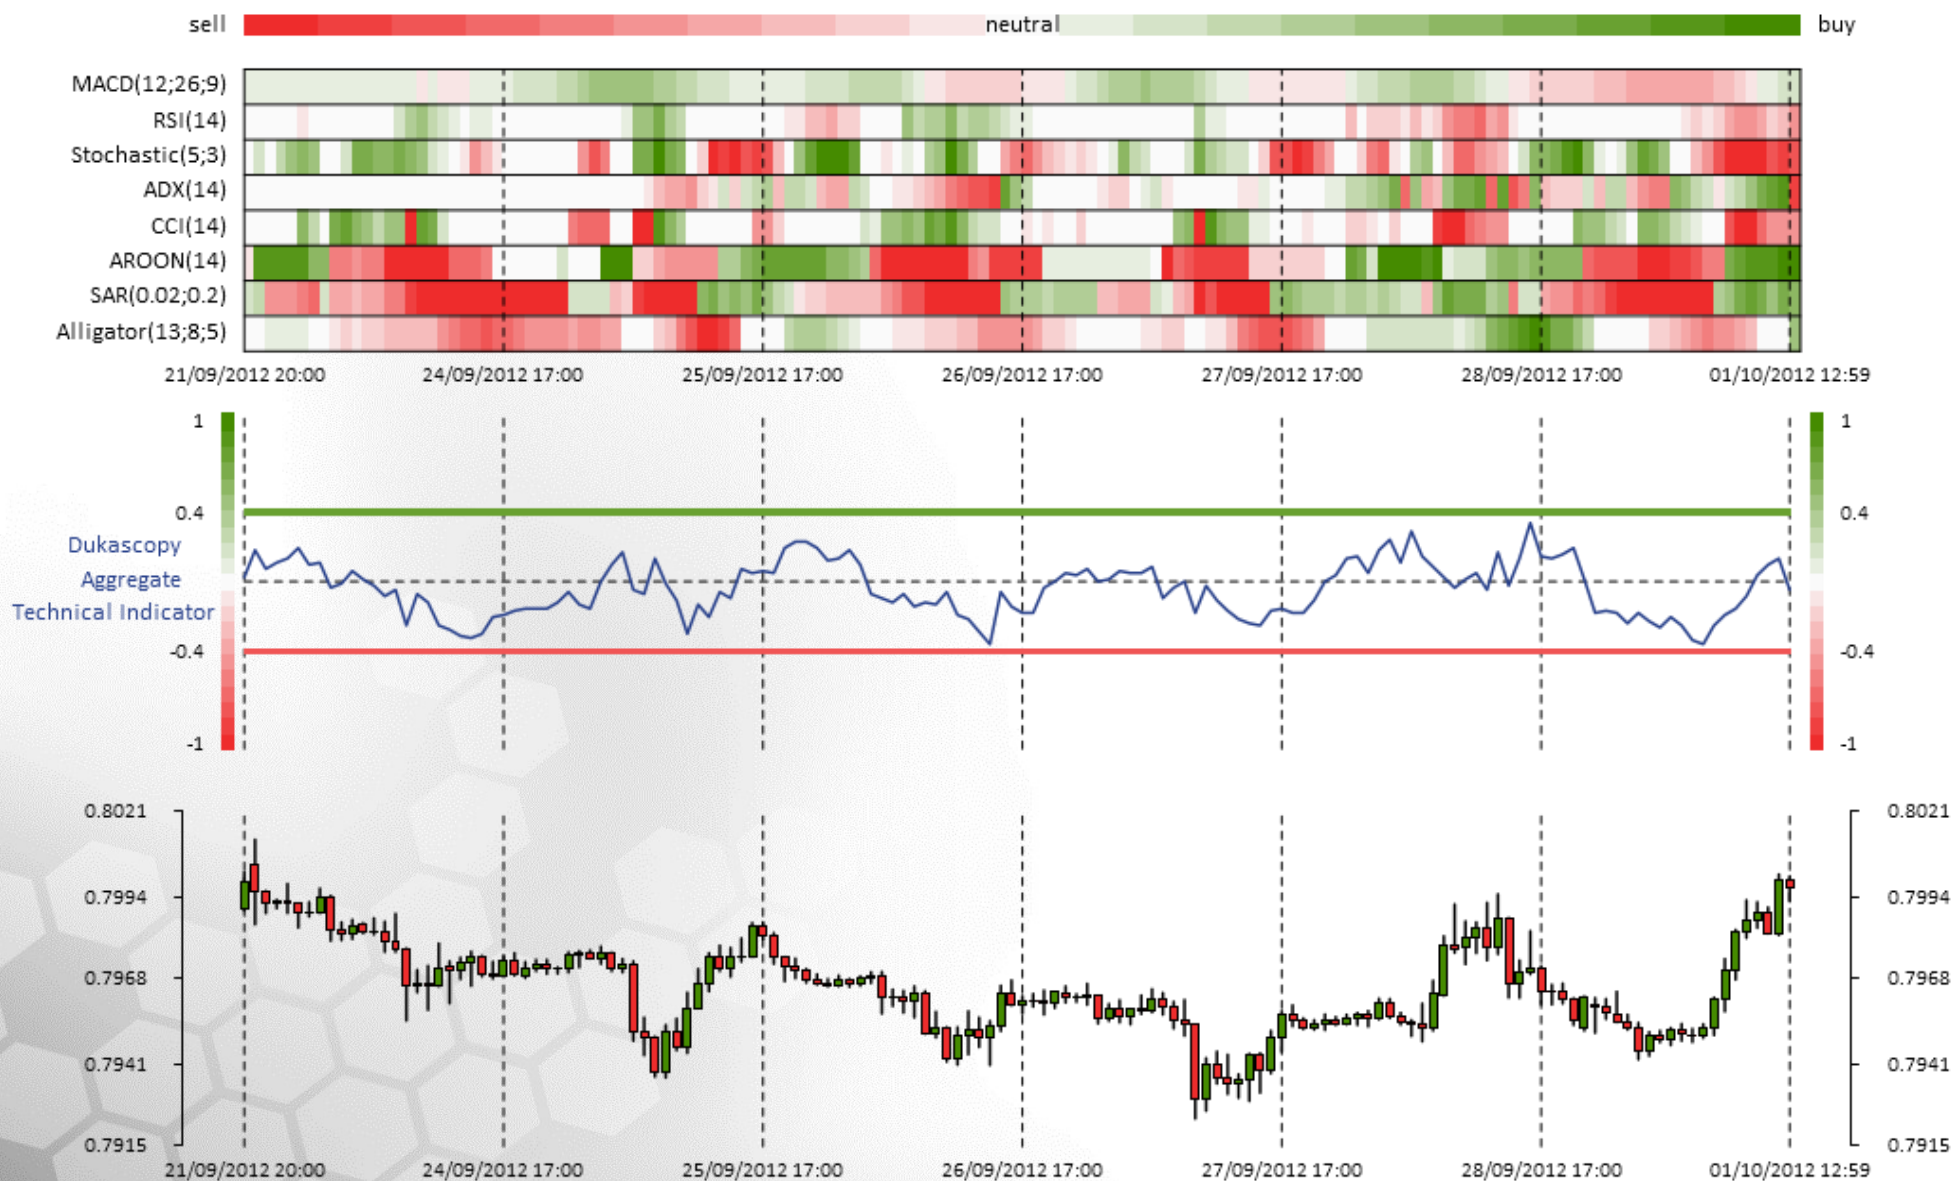 sell neutral buy
MACD(12;26;9)
RSI(14)
Stochastic(5;3)
ADX(14)
CCI(14)
AROON(14)
SAR(0.02;0.2)
Alligator(13;8;5)
21/09/2012 20:00 24/09/2012 17:00 25/09/2012 17:00 26/09/2012 17:00 27/09/2012 17:00 28/09/2012 17:00 01/10/2012 12:59
1 1
0.4 0.4
Dukascopy
Aggregate
Technical Indicator
-0.4 -0.4
-1 -1
0.8021 0.8021
0.7994 0.7994
0.7968 0.7968
0.7941 0.7941
0.7915 0.7915
21/09/2012 20:00 24/09/2012 17:00 25/09/2012 17:00 26/09/2012 17:00 27/09/2012 17:00 28/09/2012 17:00 01/10/2012 12:59